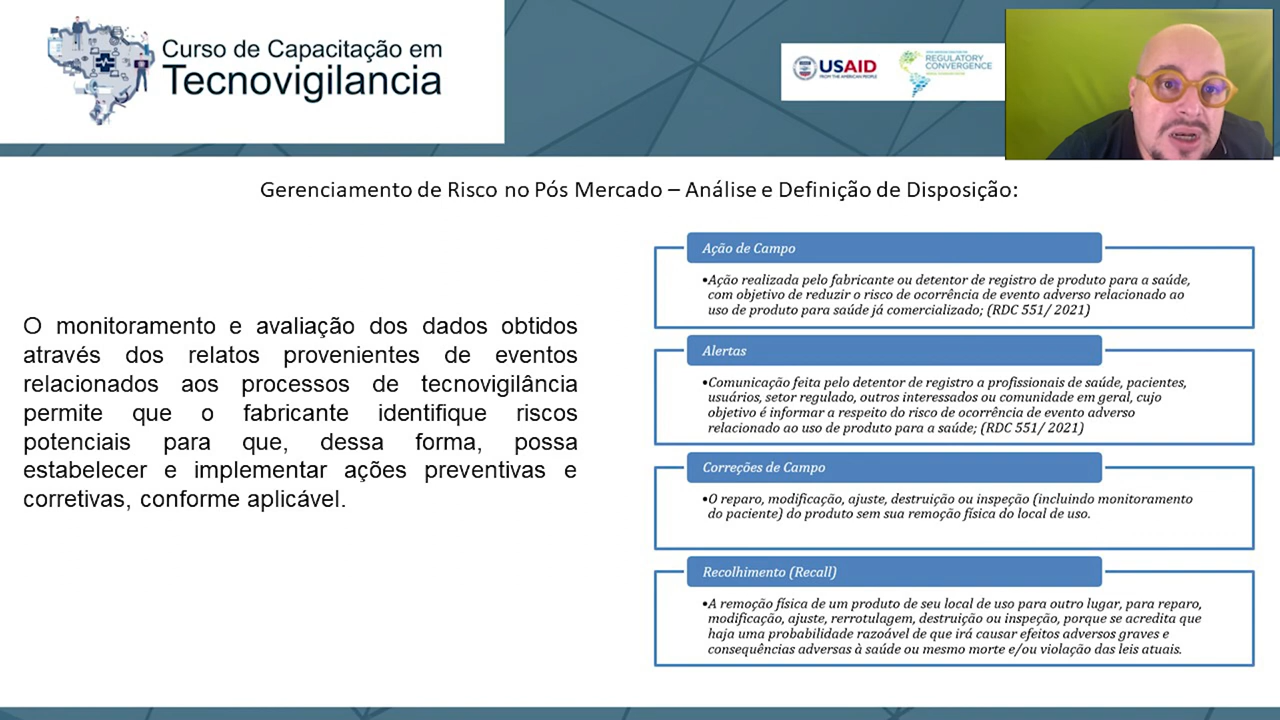 Curso de Capacitação em
Tecnovigilancia
USAID
FROM THE AMERICAN PEOPLE
REGULATORY
CONVERGENCE
Gerenciamento de Risco no Pós Mercado – Análise e Definição de Disposição:
O monitoramento e avaliação dos dados obtidos
através dos relatos provenientes de eventos
relacionados aos processos de tecnovigilância
permite que o fabricante identifique riscos
potenciais para que, dessa forma, possa
estabelecer e implementar ações preventivas e
corretivas, conforme aplicável.
Ação de Campo
•Ação realizada pelo fabricante ou detentor de registro de produto para a saúde,
com objetivo de reduzir o risco de ocorrência de evento adverso relacionado ao
uso de produto para saúde já comercializado; (RDC 551/ 2021)
Alertas
•Comunicação feita pelo detentor de registro a profissionais de saúde, pacientes,
usuários, setor regulado, outros interessados ou comunidade em geral, cujo
objetivo é informar a respeito do risco de ocorrência de evento adverso
relacionado ao uso de produto para a saúde; (RDC 551/ 2021)
Correções de Campo
•O reparo, modificação, ajuste, destruição ou inspeção (incluindo monitoramento
do paciente) do produto sem sua remoção física do local de uso.
Recolhimento (Recall)
•A remoção física de um produto de seu local de uso para outro lugar, para reparo,
modificação, ajuste, rerrotulagem, destruição ou inspeção, porque se acredita que
haja uma probabilidade razoável de que irá causar efeitos adversos graves e
consequências adversas à saúde ou mesmo morte e/ou violação das leis atuais.